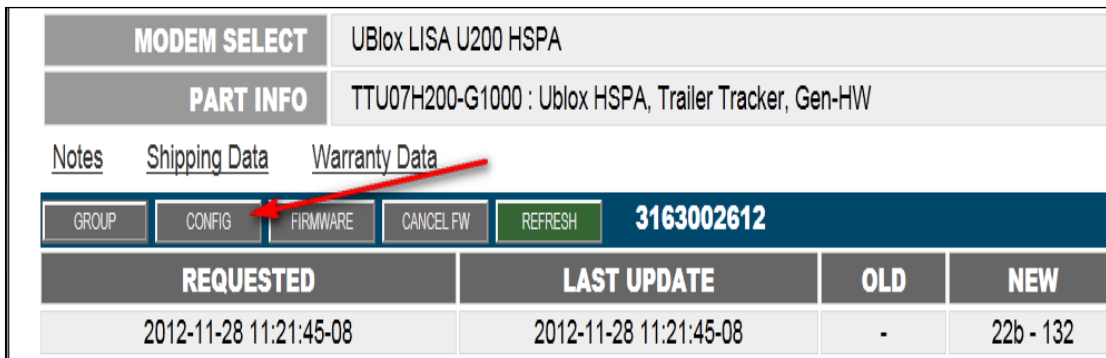 MODEM SELECT UBlox LISA U200 HSPA
PART INFO TTU07H200-G1000 : Ublox HSPA, Trailer Tracker, Gen-HW
Notes Shipping Data Warranty Data
GROUP CONFIG FIRMWARE CANCEL FW REFRESH 3163002612
REQUESTED LAST UPDATE OLD NEW
2012-11-28 11:21:45-08 2012-11-28 11:21:45-08 - 22b - 132